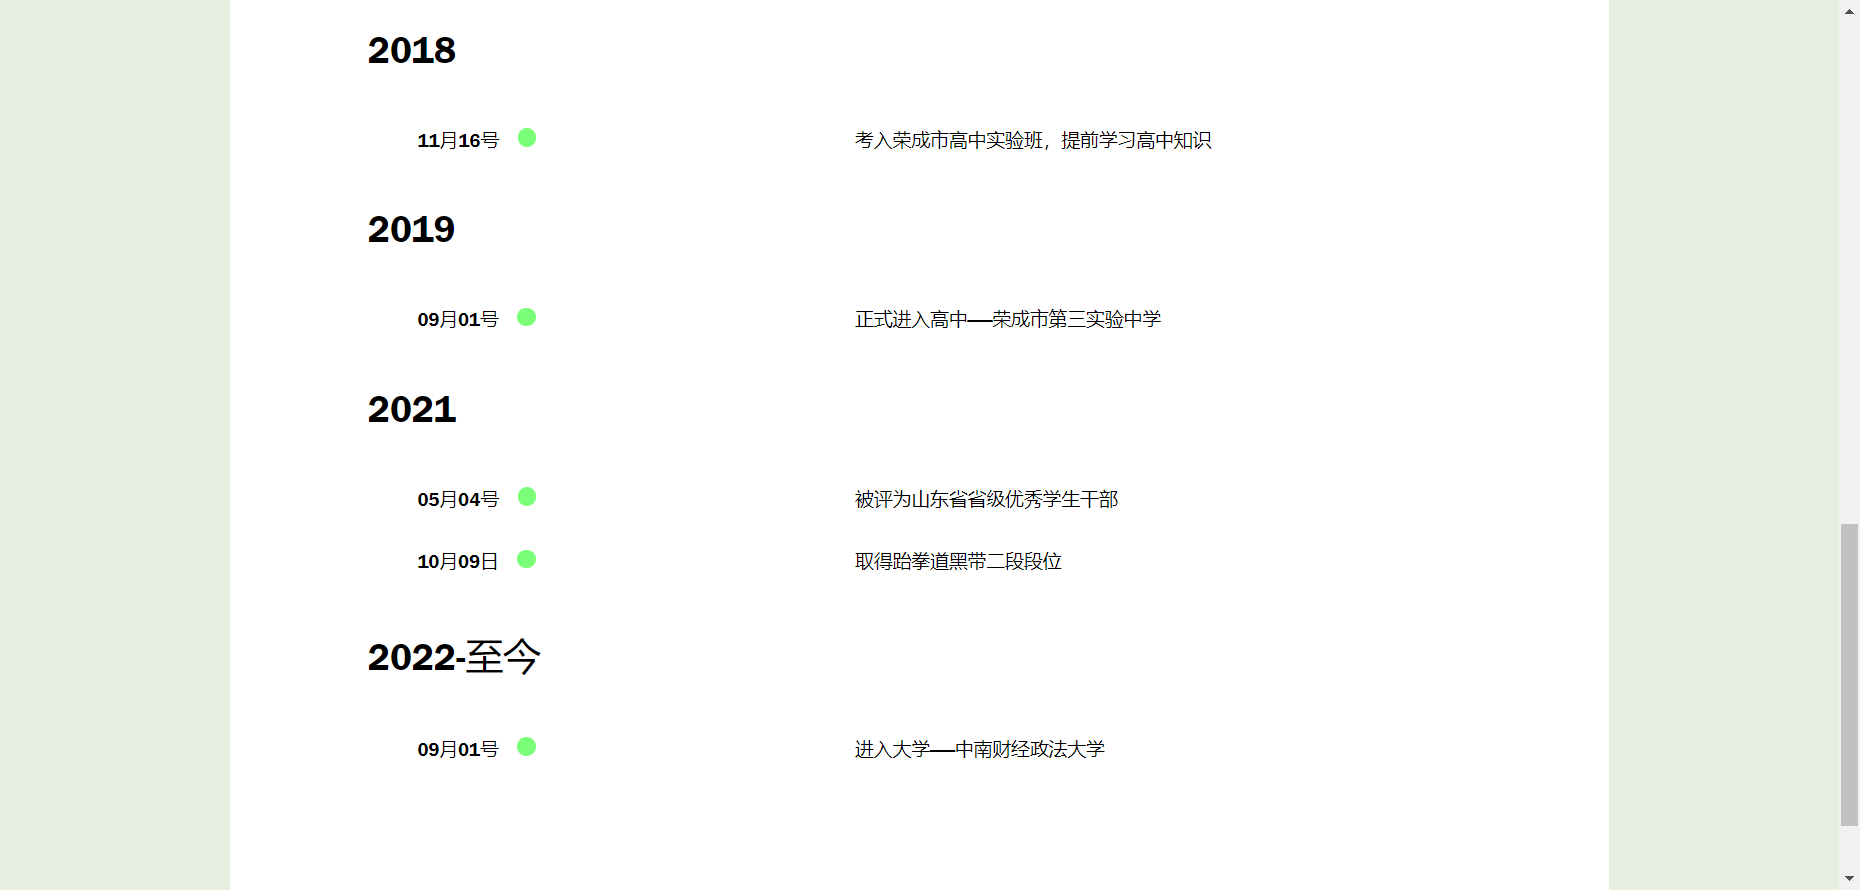 2018
11月16号 考入荣成市高中实验班，提前学习高中知识
2019
09月01号 正式进入高中——荣成市第三实验中学
2021
05月04号 被评为山东省省级优秀学生干部
10月09日 取得跆拳道黑带二段段位
2022-至今
09月01号 进入大学——中南财经政法大学